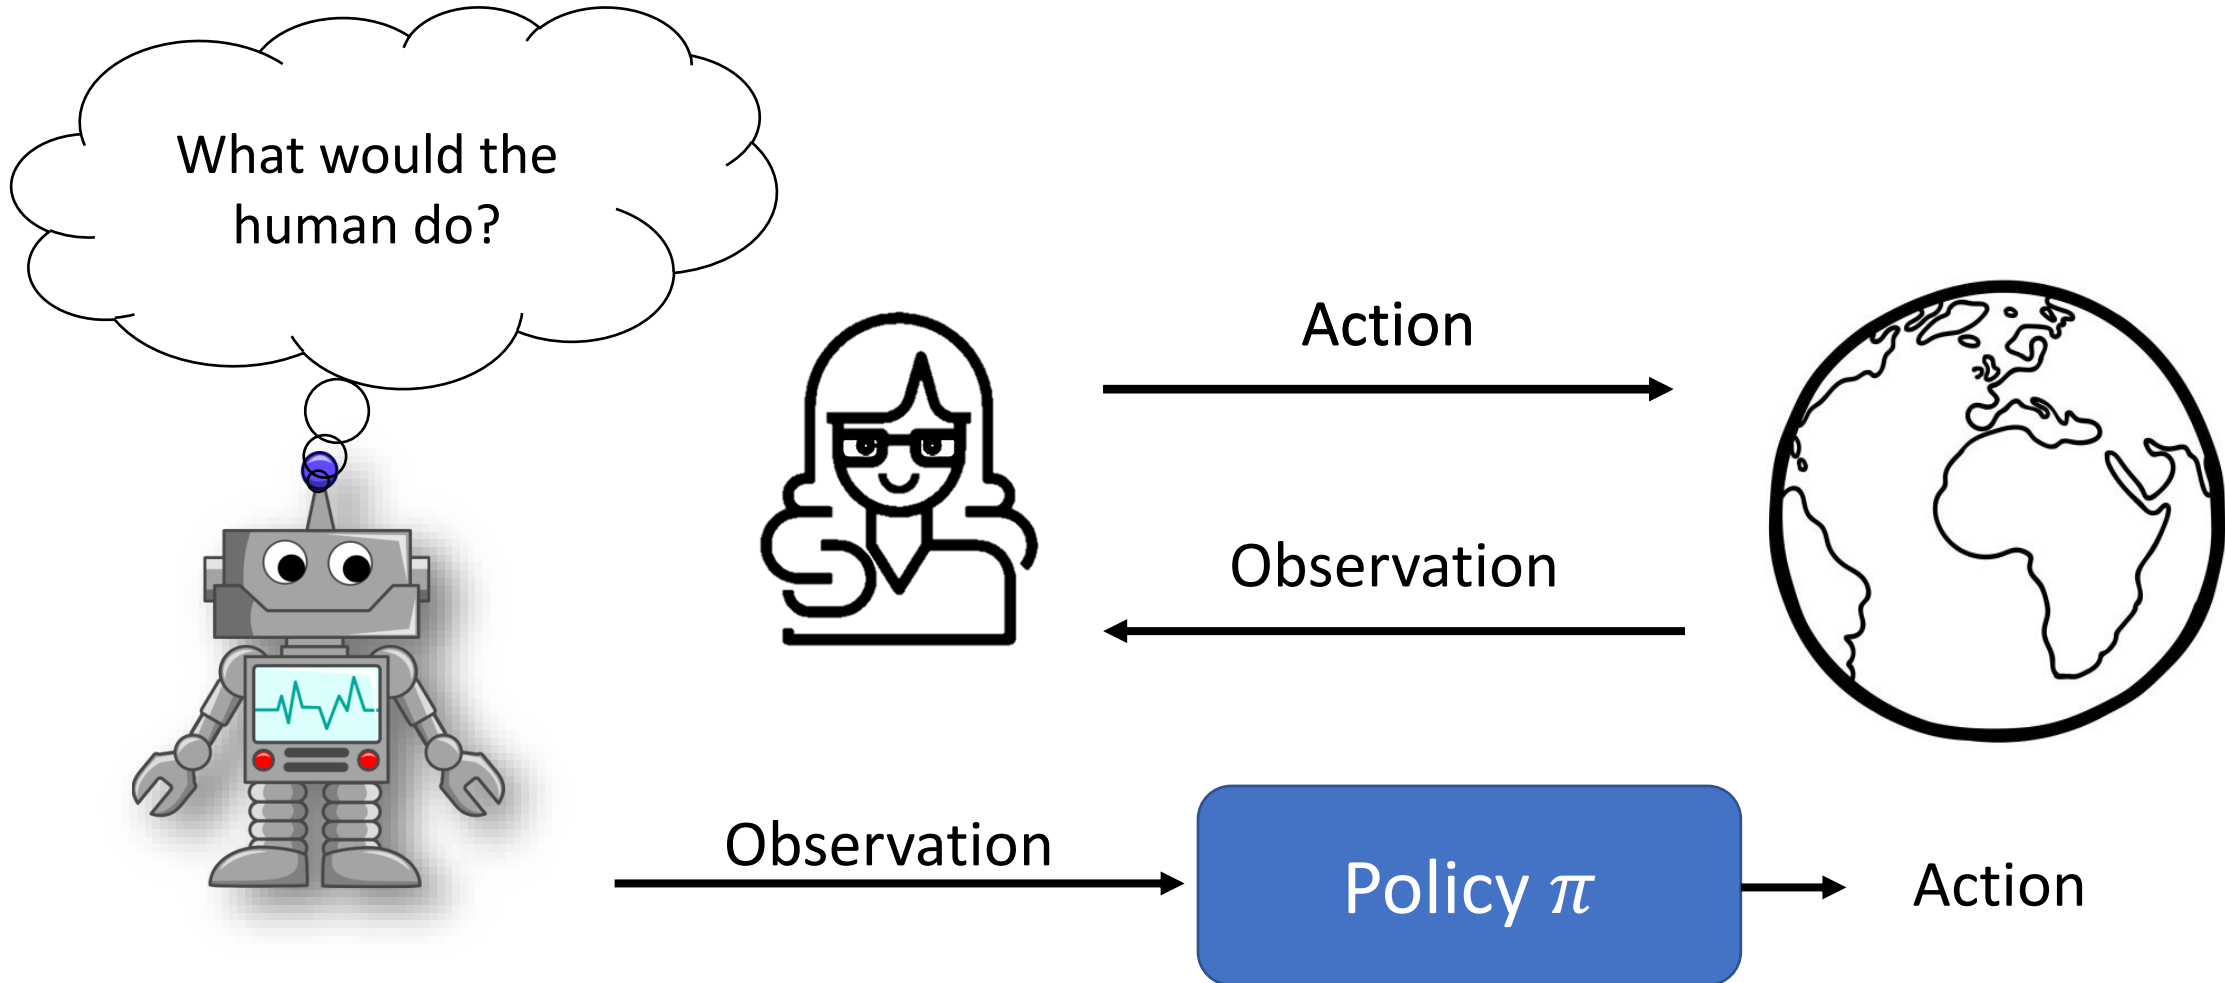 What would the
human do?
Action
Observation
Observation
Policy π
Action